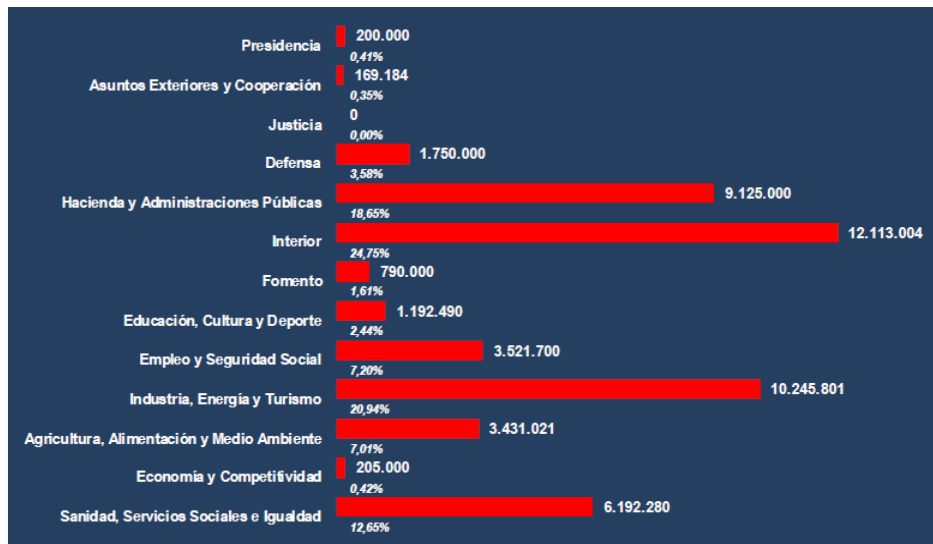 Presidencia 200.000
0,41%
Asuntos Exteriores y Cooperación 169.184
0,35%
Justicia 0
0,00%
Defensa 1.750.000
3,58%
Hacienda y Administraciones Públicas 9.125.000
18,65%
Interior 12.113.004
24,75%
Fomento 790.000
1,61%
Educación, Cultura y Deporte 1.192.490
2,44%
Empleo y Seguridad Social 3.521.700
7,20%
Industria, Energía y Turismo 10.245.801
20,94%
Agricultura, Alimentación y Medio Ambiente 3.431.021
7,01%
Economía y Competitividad 205.000
0,42%
Sanidad, Servicios Sociales e Igualdad 6.192.280
12,65%